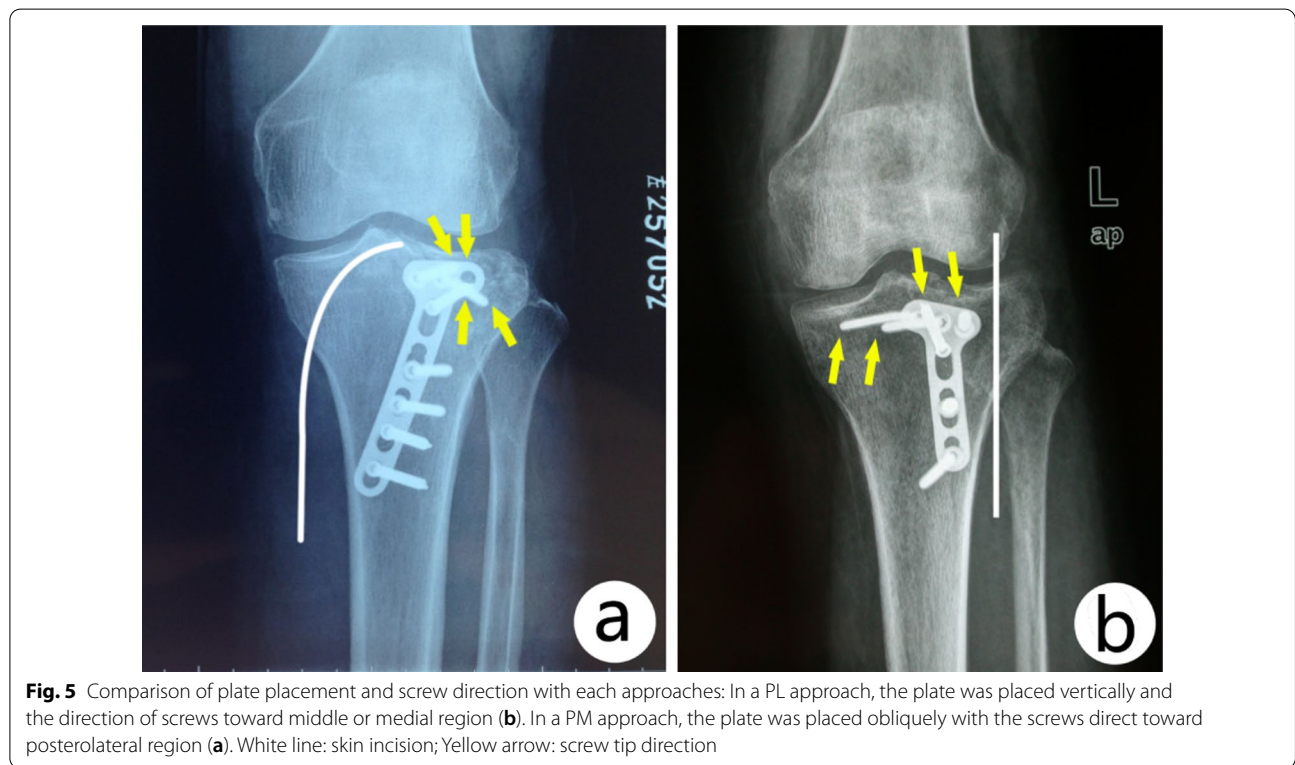 E257052
a
L
ap
b
Fig. 5 Comparison of plate placement and screw direction with each approaches: In a PL approach, the plate was placed vertically and
the direction of screws toward middle or medial region (b). In a PM approach, the plate was placed obliquely with the screws direct toward
posterolateral region (a). White line: skin incision; Yellow arrow: screw tip direction